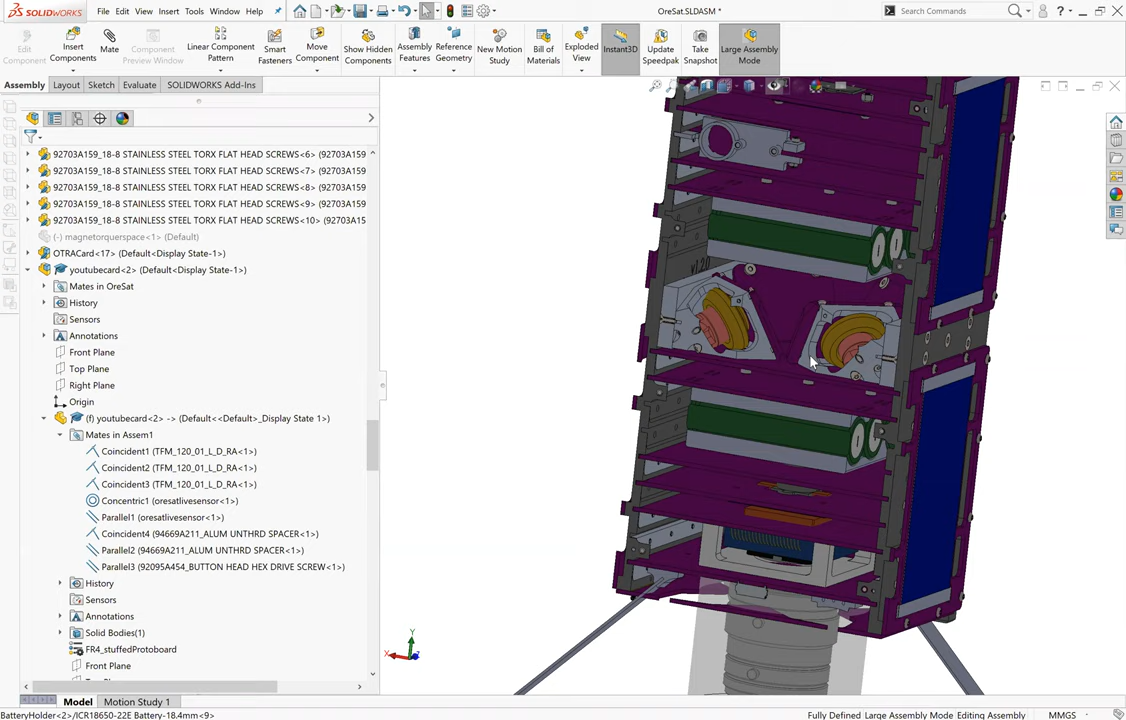 SOLIDWORKS
File Edit View Insert Tools Window Help
OreSat.SLDASM *
Search Commands
Edit Component
Insert Components
Mate
Component Preview Window
Linear Component Pattern
Smart Fasteners
Move Component
Show Hidden Components
Assembly Features
Reference Geometry
New Motion Study
Bill of Materials
Exploded View
Instant3D
Update Speedpak
Take Snapshot
Large Assembly Mode
Assembly Layout Sketch Evaluate SOLIDWORKS Add-Ins
92703A159_18-8 STAINLESS STEEL TORX FLAT HEAD SCREWS<6> (92703A159
92703A159_18-8 STAINLESS STEEL TORX FLAT HEAD SCREWS<7> (92703A159
92703A159_18-8 STAINLESS STEEL TORX FLAT HEAD SCREWS<8> (92703A159
92703A159_18-8 STAINLESS STEEL TORX FLAT HEAD SCREWS<9> (92703A159
92703A159_18-8 STAINLESS STEEL TORX FLAT HEAD SCREWS<10> (92703A15
(-) magnetorquerspace<1> (Default)
OTRACard<17> (Default<Display State-1>)
youtubecard<2> (Default<Display State-1>)
Mates in OreSat
History
Sensors
Annotations
Front Plane
Top Plane
Right Plane
Origin
(f) youtubecard<2> -> (Default<<Default>_Display State 1>)
Mates in Assem1
Coincident1 (TFM_120_01_L_D_RA<1>)
Coincident2 (TFM_120_01_L_D_RA<1>)
Coincident3 (TFM_120_01_L_D_RA<1>)
Concentric1 (oresatlivesensor<1>)
Parallel1 (oresatlivesensor<1>)
Coincident4 (94669A211_ALUM UNTHRD SPACER<1>)
Parallel2 (94669A211_ALUM UNTHRD SPACER<1>)
Parallel3 (92095A454_BUTTON HEAD HEX DRIVE SCREW<1>)
History
Sensors
Annotations
Solid Bodies(1)
FR4_stuffedProtoboard
Front Plane
Y
X
Z
Model Motion Study 1
BatteryHolder<2>/ICR18650-22E Battery-18.4mm<9>
Fully Defined Large Assembly Mode Editing Assembly MMGS